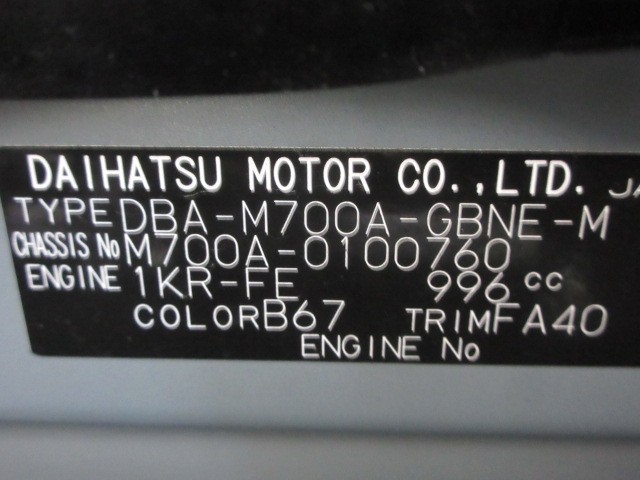 DAIHATSU MOTOR CO.,LTD. JA
TYPE DBA-M700A-GBNE-M
CHASSIS No M700A-0100760
ENGINE 1KR-FE 996 cc
COLOR B67 TRIM FA40
ENGINE No